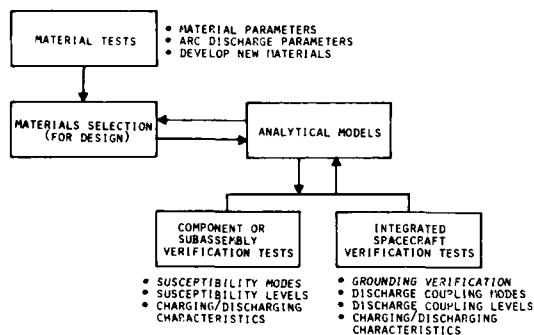 MATERIAL TESTS
• MATERIAL PARAMETERS
• ARC DISCHARGE PARAMETERS
• DEVELOP NEW MATERIALS
MATERIALS SELECTION
(FOR DESIGN)
ANALYTICAL MODELS
COMPONENT OR
SUBASSEMBLY
VERIFICATION TESTS
• SUSCEPTIBILITY MODES
• SUSCEPTIBILITY LEVELS
• CHARGING/DISCHARGING
CHARACTERISTICS
INTEGRATED
SPACECRAFT
VERIFICATION TESTS
• GROUNDING VERIFICATION
• DISCHARGE COUPLING MODES
• DISCHARGE COUPLING LEVELS
• CHARGING/DISCHARGING
CHARACTERISTICS